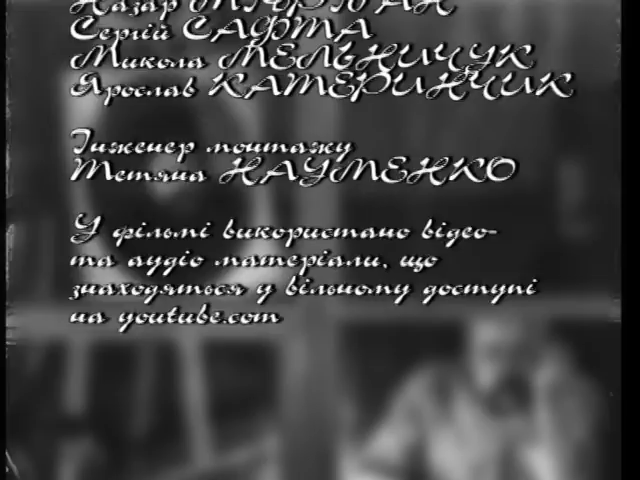 Назар
Сергій САФТА
Микола МЕЛЬНИЧУК
Ярослав КАТЕРИНЧИК
Інженер монтажу
Тетяна НАУМЕНКО
У фільмі використано відео-
та аудіо матеріали, що
знаходяться у вільному доступі
на youtube.com